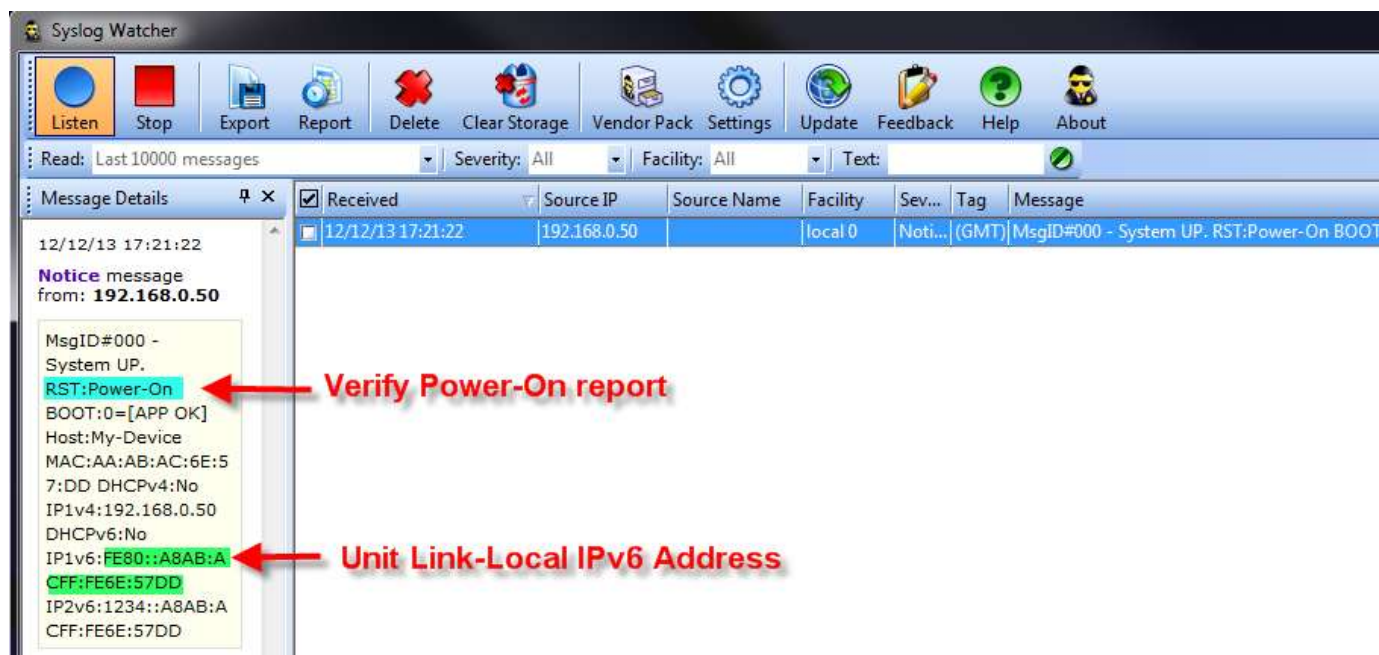 Syslog Watcher
Listen Stop Export Report Delete Clear Storage Vendor Pack Settings Update Feedback Help About
Read: Last 10000 messages Severity: All Facility: All Text:
Message Details
Received Source IP Source Name Facility Sev... Tag Message
12/12/13 17:21:22 192.168.0.50 local 0 Noti... (GMT) MsgID#000 - System UP. RST:Power-On BOOT
12/12/13 17:21:22
Notice message
from: 192.168.0.50
MsgID#000 -
System UP.
RST:Power-On
Verify Power-On report
BOOT:0=[APP OK]
Host:My-Device
MAC:AA:AB:AC:6E:5
7:DD DHCPv4:No
IP1v4:192.168.0.50
DHCPv6:No
IP1v6:FE80::A8AB:A
Unit Link-Local IPv6 Address
CFF:FE6E:57DD
IP2v6:1234::A8AB:A
CFF:FE6E:57DD